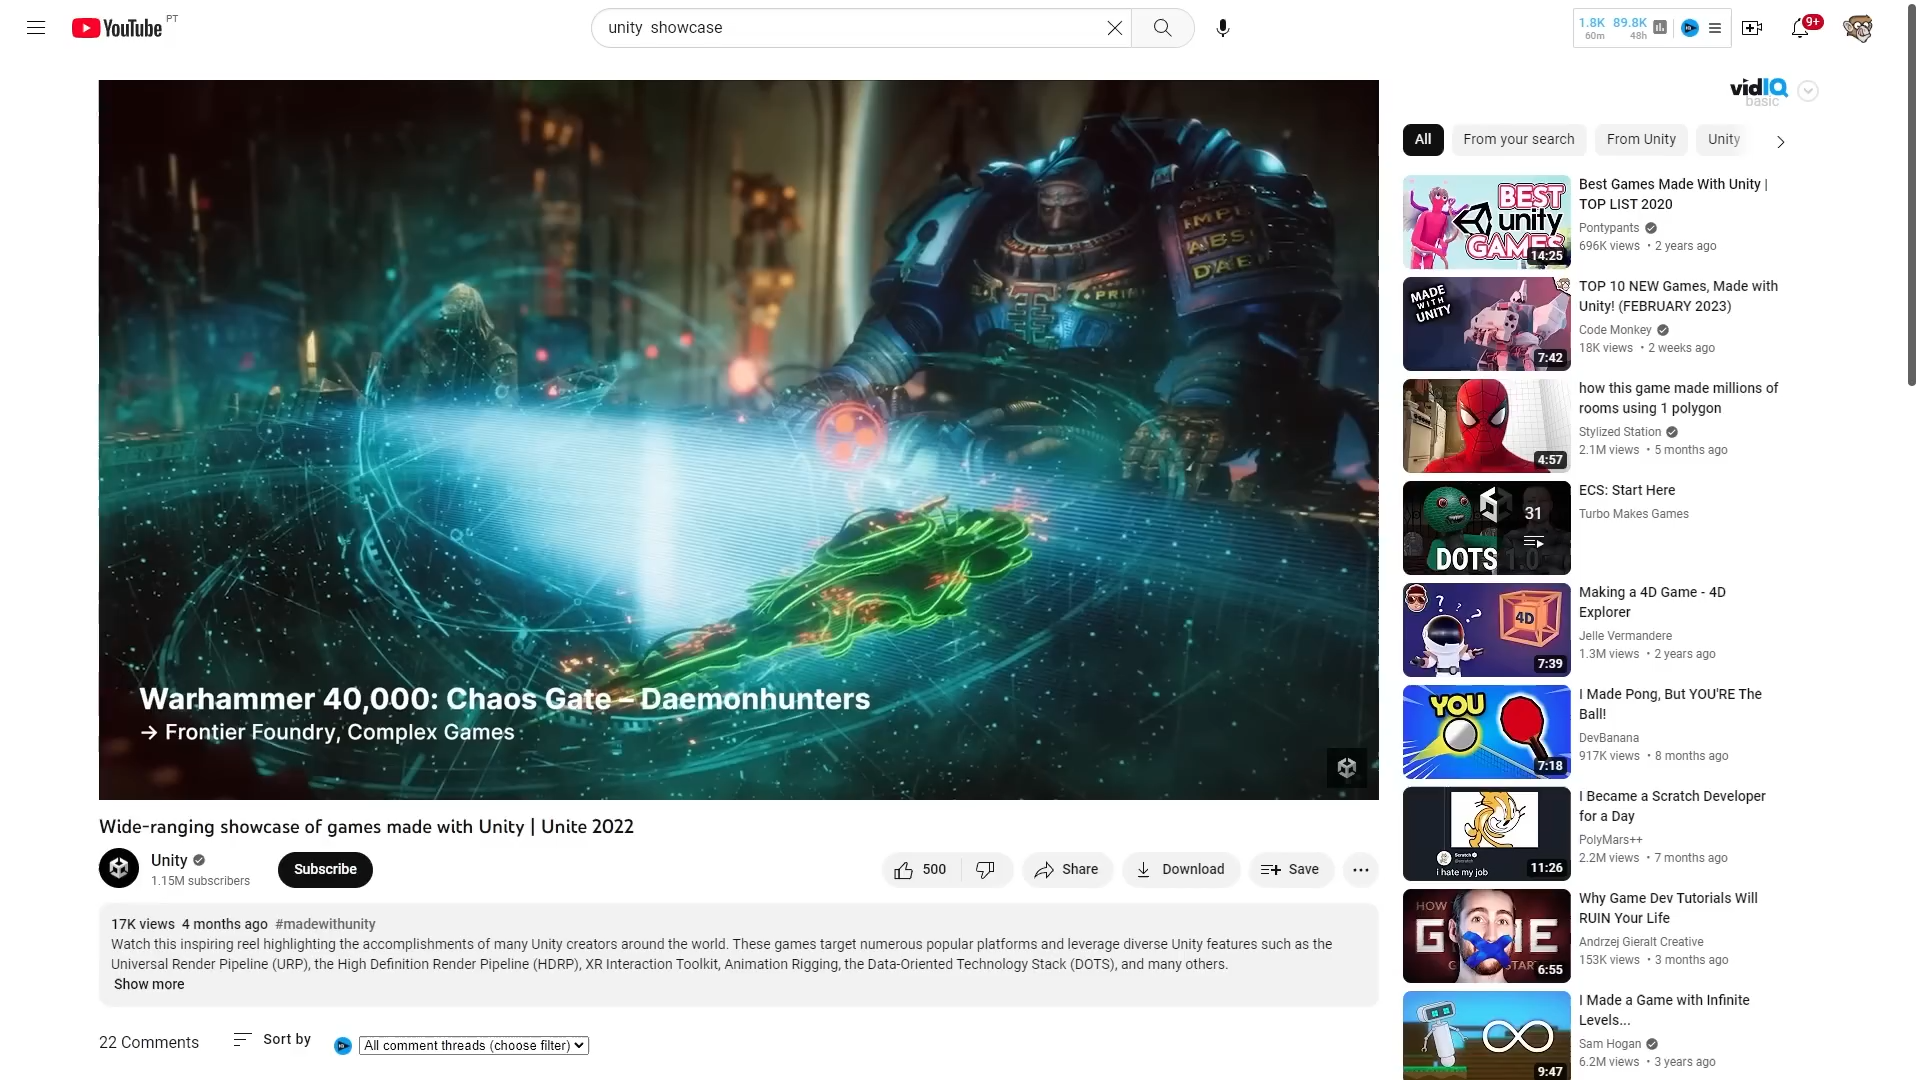 YouTube PT
unity  showcase
1.8K 89.8K
60m 48h
9+
Warhammer 40,000: Chaos Gate – Daemonhunters
→ Frontier Foundry, Complex Games
Wide-ranging showcase of games made with Unity | Unite 2022
Unity
1.15M subscribers
Subscribe
500
Share
Download
Save
17K views  4 months ago  #madewithunity
Watch this inspiring reel highlighting the accomplishments of many Unity creators around the world. These games target numerous popular platforms and leverage diverse Unity features such as the
Universal Render Pipeline (URP), the High Definition Render Pipeline (HDRP), XR Interaction Toolkit, Animation Rigging, the Data-Oriented Technology Stack (DOTS), and many others.
Show more
22 Comments
Sort by
All comment threads (choose filter)
vidIQ
basic
All
From your search
From Unity
Unity
BEST
unity
GAMES
14:25
Best Games Made With Unity |
TOP LIST 2020
Pontypants
696K views • 2 years ago
MADE
WITH
UNITY
7:42
TOP 10 NEW Games, Made with
Unity! (FEBRUARY 2023)
Code Monkey
18K views • 2 weeks ago
4:57
how this game made millions of
rooms using 1 polygon
Stylized Station
2.1M views • 5 months ago
31
DOTS 1.0
ECS: Start Here
Turbo Makes Games
4D
7:39
Making a 4D Game - 4D
Explorer
Jelle Vermandere
1.3M views • 2 years ago
YOU
7:18
I Made Pong, But YOU'RE The
Ball!
DevBanana
917K views • 8 months ago
Scratch
i hate my job
11:26
I Became a Scratch Developer
for a Day
PolyMars++
2.2M views • 7 months ago
HOW
6:55
Why Game Dev Tutorials Will
RUIN Your Life
Andrzej Gieralt Creative
153K views • 3 months ago
9:47
I Made a Game with Infinite
Levels...
Sam Hogan
6.2M views • 3 years ago